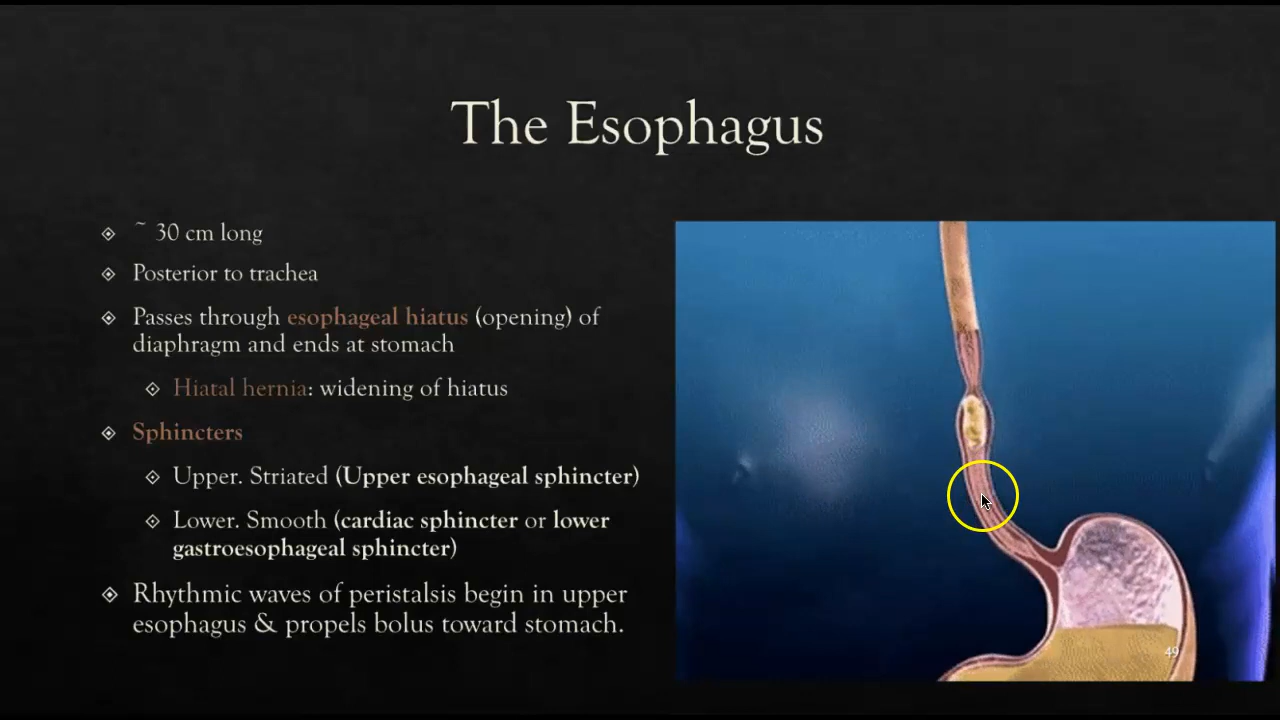 The Esophagus
~ 30 cm long
Posterior to trachea
Passes through esophageal hiatus (opening) of
diaphragm and ends at stomach
Hiatal hernia: widening of hiatus
Sphincters
Upper. Striated (Upper esophageal sphincter)
Lower. Smooth (cardiac sphincter or lower
gastroesophageal sphincter)
Rhythmic waves of peristalsis begin in upper
esophagus & propels bolus toward stomach.
49